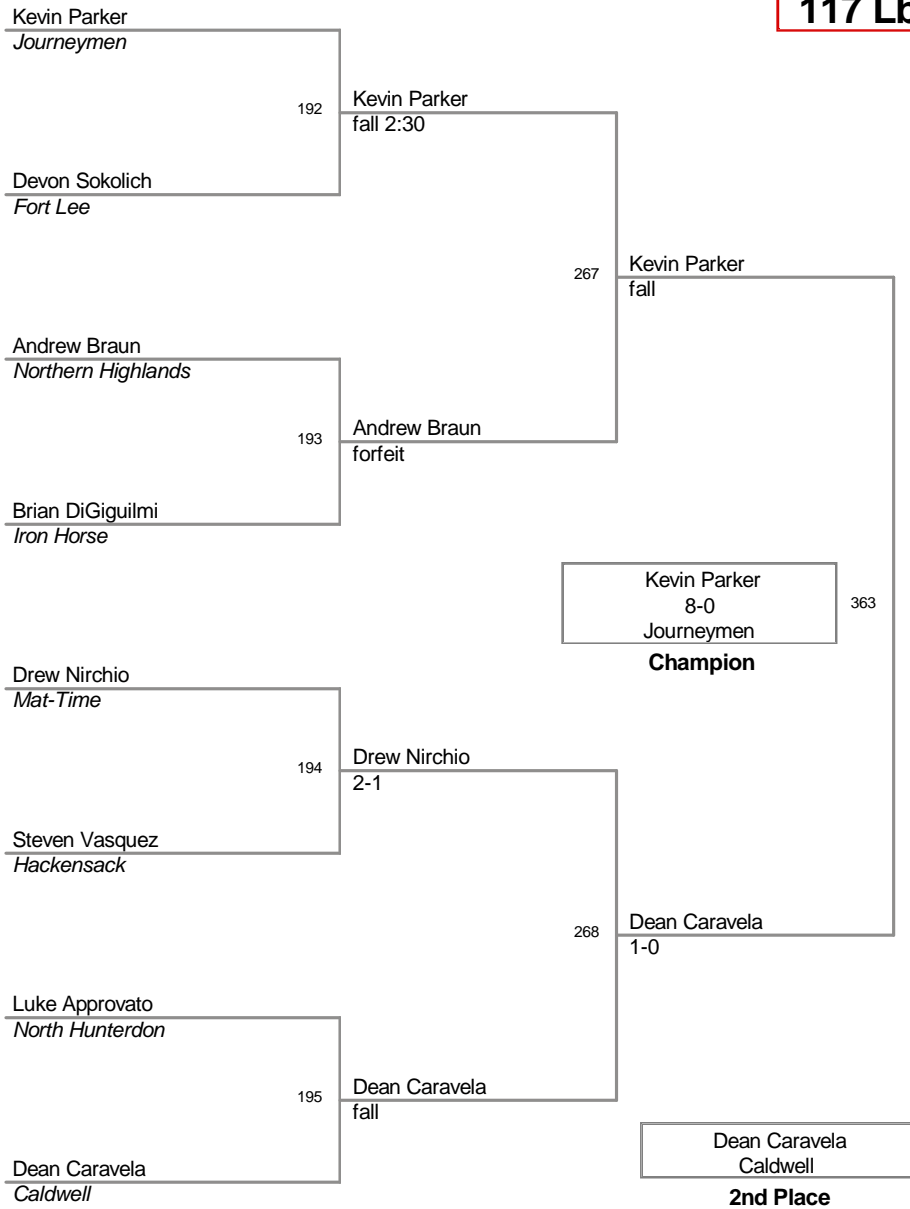 117 Lb
Kevin Parker
Journeymen
192
Kevin Parker
fall 2:30
Devon Sokolich
Fort Lee
267
Kevin Parker
fall
Andrew Braun
Northern Highlands
193
Andrew Braun
forfeit
Brian DiGiguilmi
Iron Horse
Kevin Parker
8-0
Journeymen
363
Champion
Drew Nirchio
Mat-Time
194
Drew Nirchio
2-1
Steven Vasquez
Hackensack
268
Dean Caravela
1-0
Luke Approvato
North Hunterdon
195
Dean Caravela
fall
Dean Caravela
Caldwell
Dean Caravela
Caldwell
2nd Place